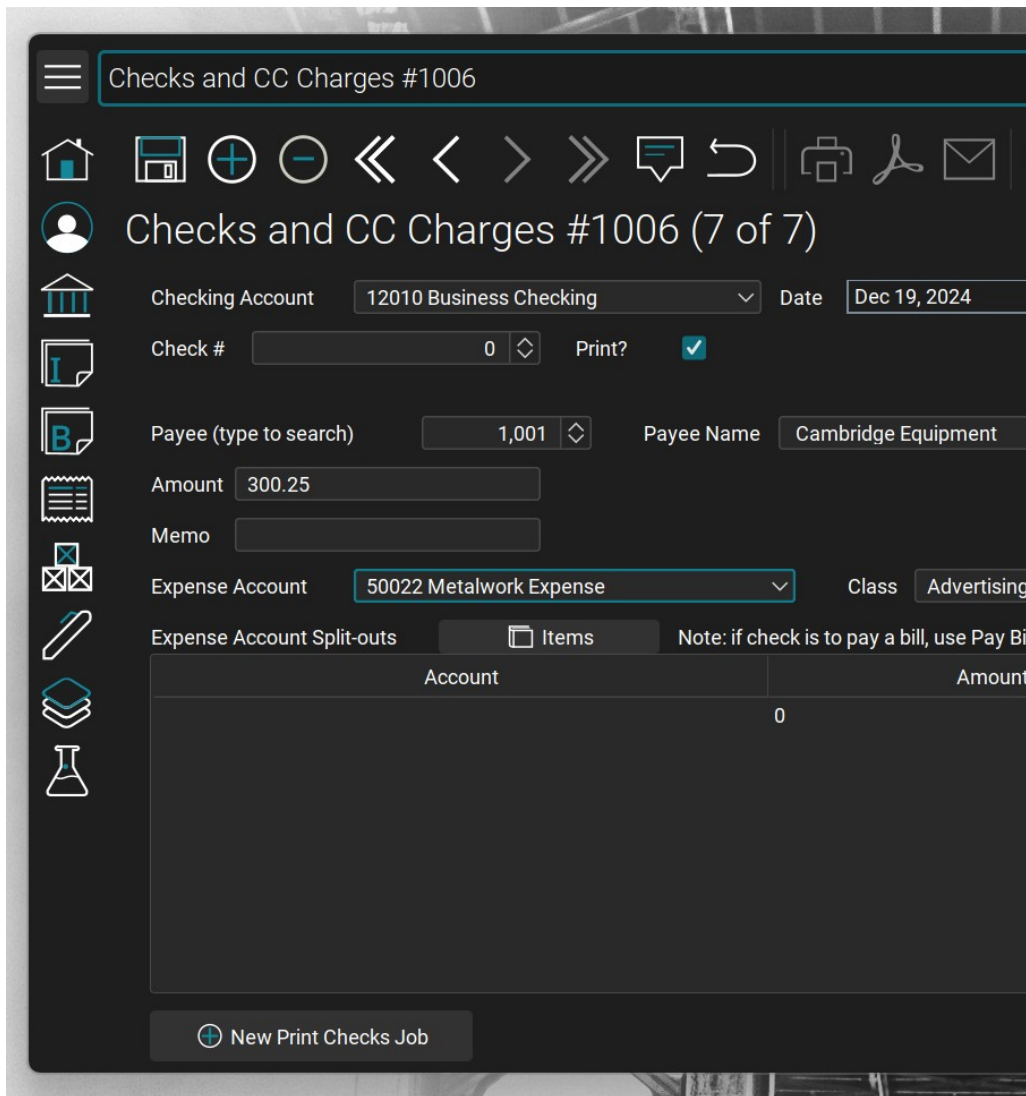 Checks and CC Charges #1006
Checks and CC Charges #1006 (7 of 7)
Checking Account 12010 Business Checking Date Dec 19, 2024
Check # 0 Print?
Payee (type to search) 1,001 Payee Name Cambridge Equipment
Amount 300.25
Memo
Expense Account 50022 Metalwork Expense Class Advertising
Expense Account Split-outs Items Note: if check is to pay a bill, use Pay Bi
Account Amount
0
New Print Checks Job
I
B